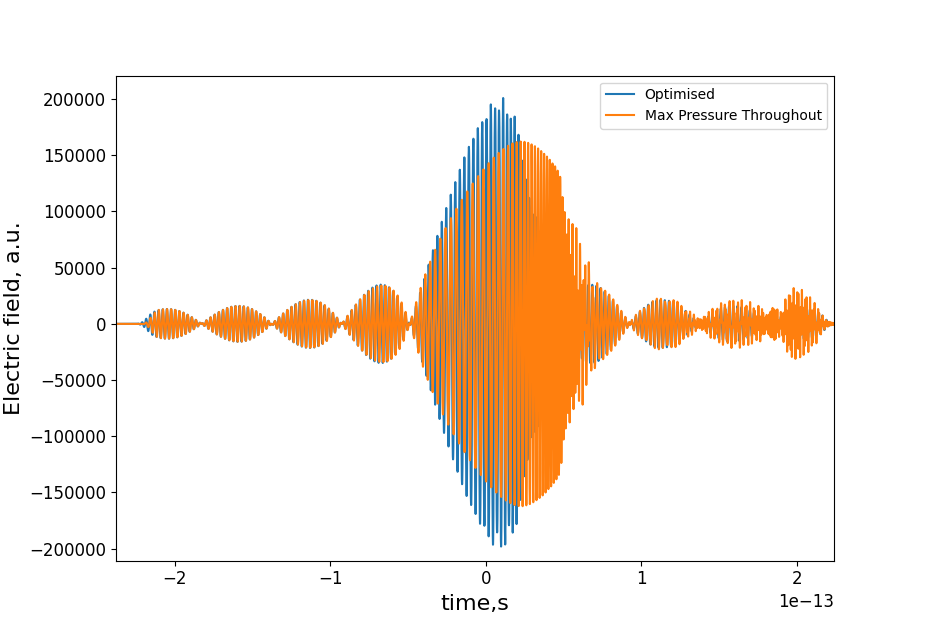 Optimised
Max Pressure Throughout
200000
150000
100000
50000
0
−50000
−100000
−150000
−200000
Electric field, a.u.
−2
−1
0
1
2
1e−13
time,s